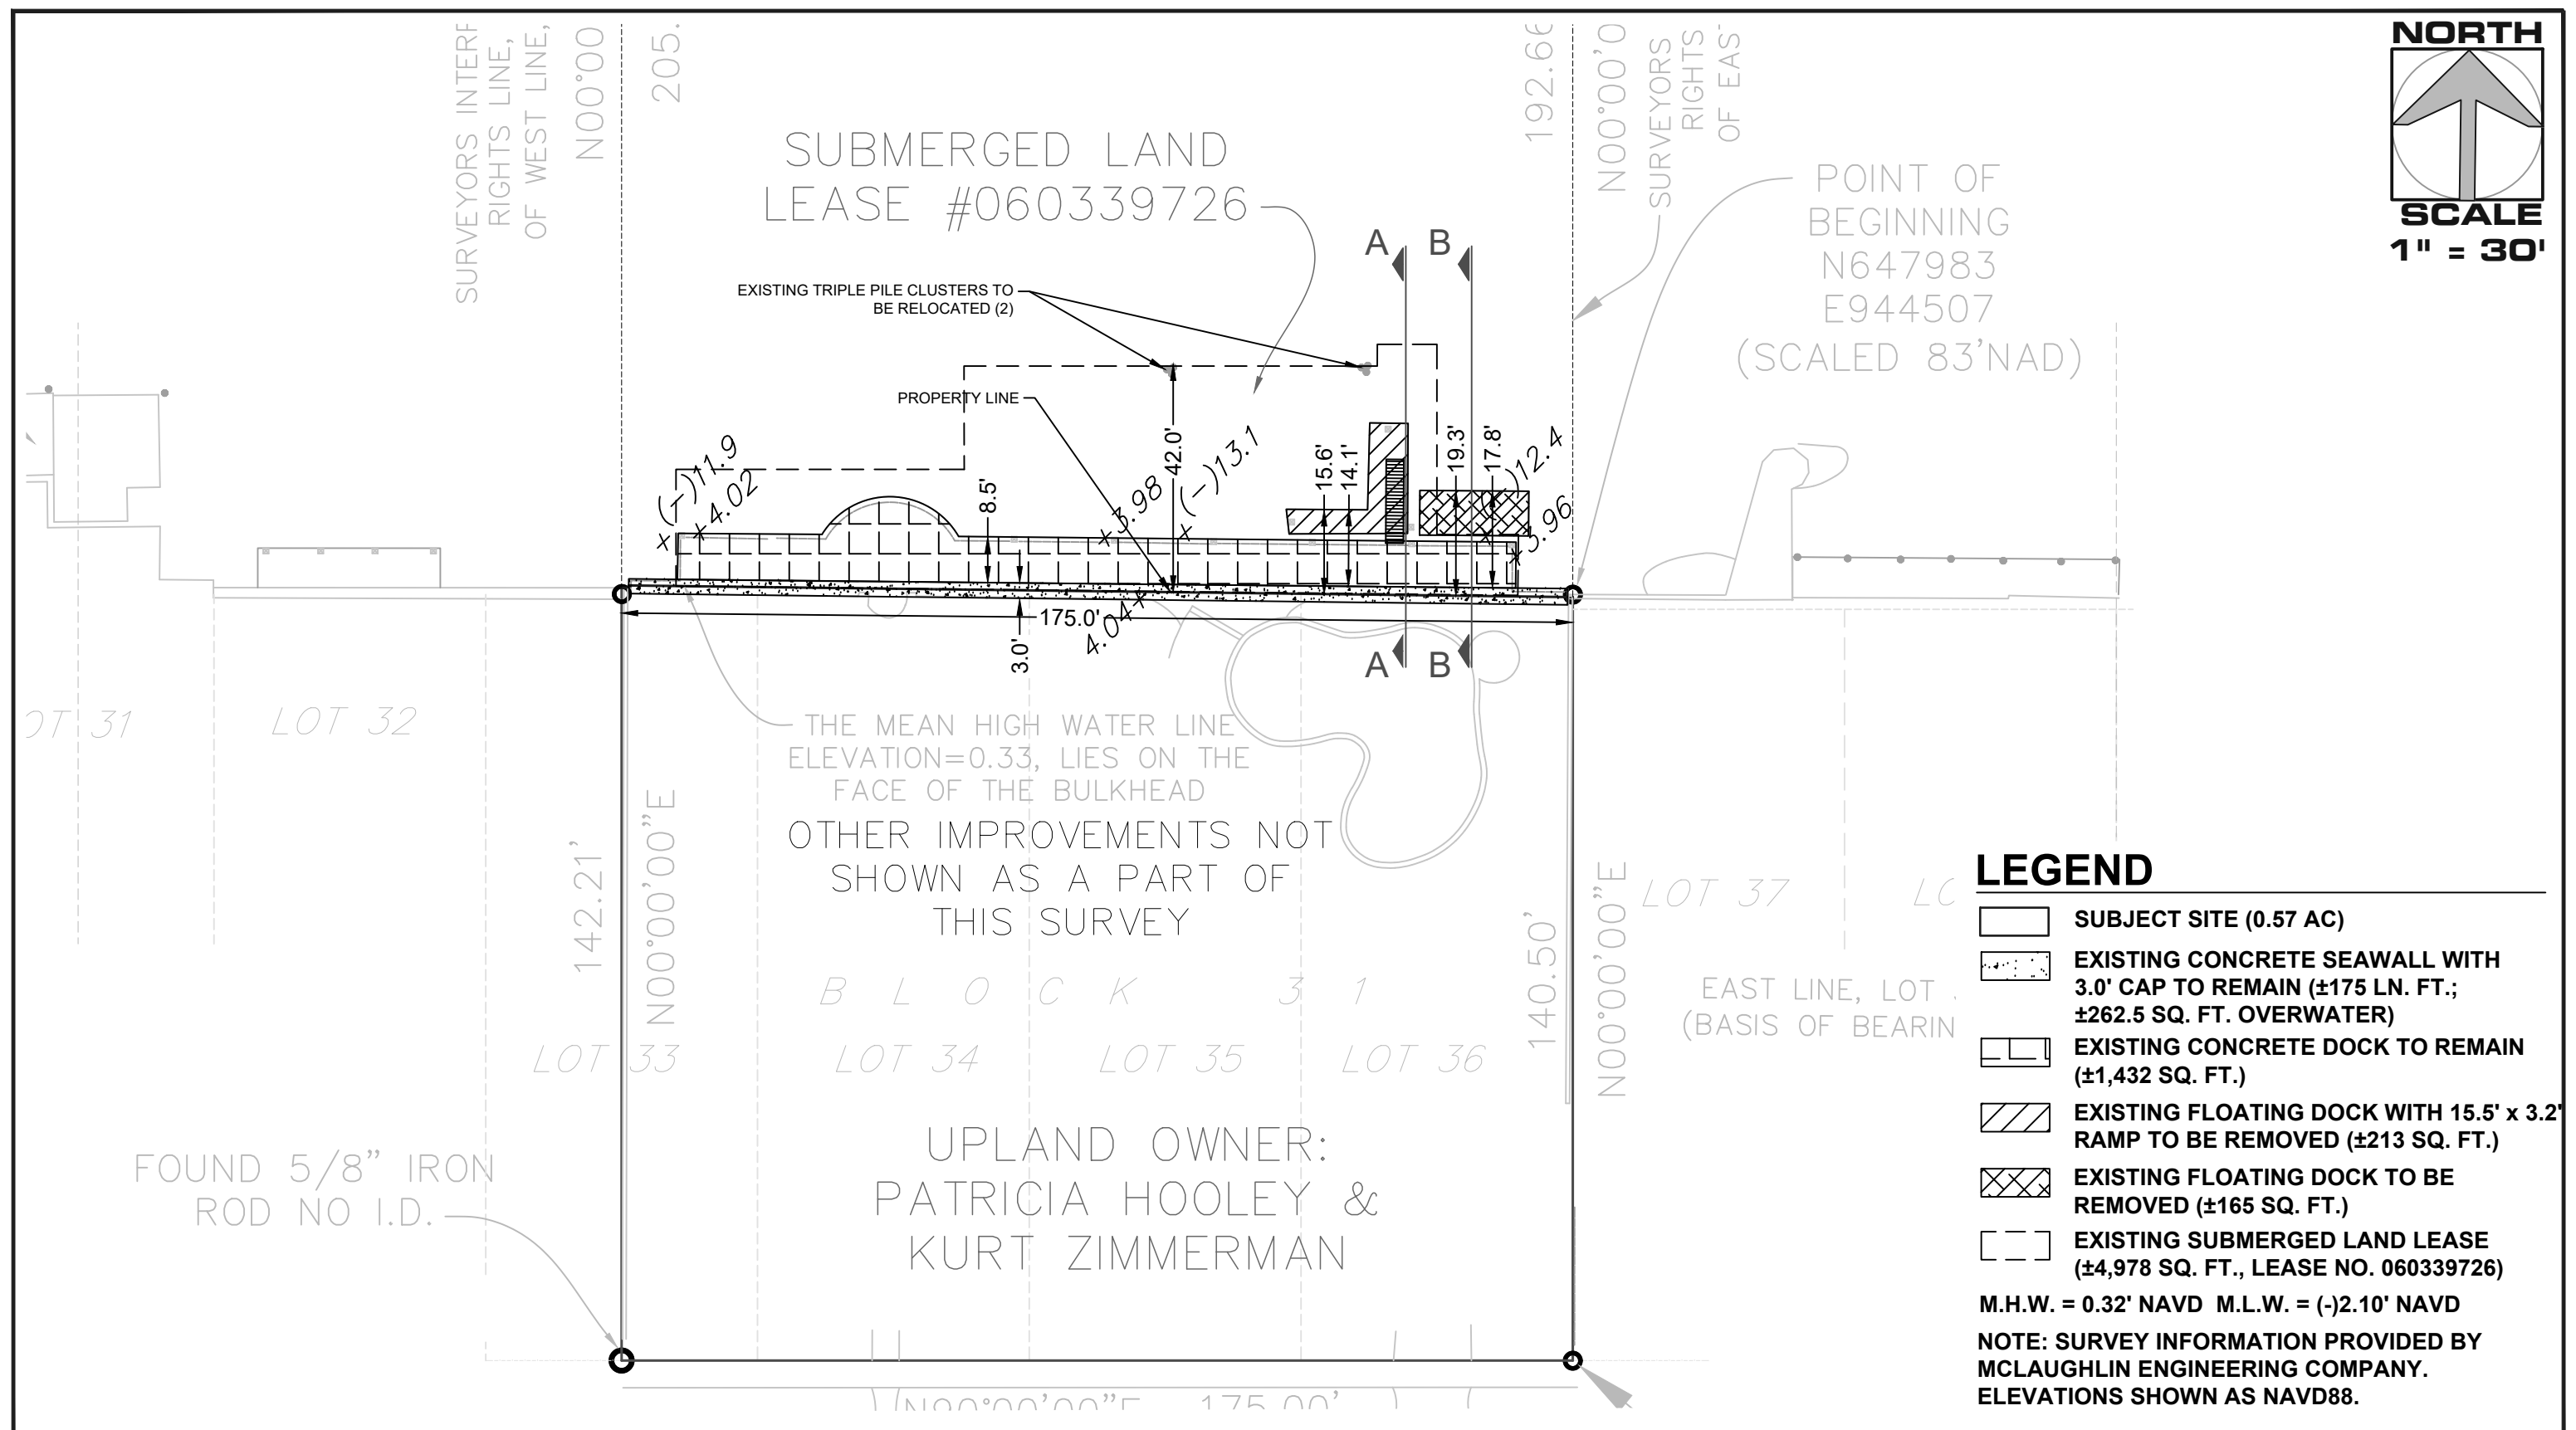 SURVEYORS INTERF
RIGHTS LINE,
OF WEST LINE,
N00°00
205.
192.66
N00°00'0
SURVEYORS
RIGHTS
OF EAS
NORTH
SCALE
1" = 30'
SUBMERGED LAND
LEASE #060339726
POINT OF
BEGINNING
N647983
E944507
(SCALED 83'NAD)
A
B
EXISTING TRIPLE PILE CLUSTERS TO
BE RELOCATED (2)
PROPERTY LINE
(-)11.9
4.02
8.5'
3.98
42.0'
(-)13.1
15.6'
14.1'
19.3'
17.8'
12.4
3.96
175.0'
3.0'
4.04
A
B
OT 31
LOT 32
THE MEAN HIGH WATER LINE
ELEVATION=0.33, LIES ON THE
FACE OF THE BULKHEAD
OTHER IMPROVEMENTS NOT
SHOWN AS A PART OF
THIS SURVEY
142.21'
N00°00'00"E
140.50'
N00°00'00"E
LOT 37
LO
BLOCK 31
EAST LINE, LOT
(BASIS OF BEARIN
LOT 33
LOT 34
LOT 35
LOT 36
FOUND 5/8" IRON
ROD NO I.D.
UPLAND OWNER:
PATRICIA HOOLEY &
KURT ZIMMERMAN
N90°00'00"E 175.00'
LEGEND
SUBJECT SITE (0.57 AC)
EXISTING CONCRETE SEAWALL WITH
3.0' CAP TO REMAIN (±175 LN. FT.;
±262.5 SQ. FT. OVERWATER)
EXISTING CONCRETE DOCK TO REMAIN
(±1,432 SQ. FT.)
EXISTING FLOATING DOCK WITH 15.5' x 3.2'
RAMP TO BE REMOVED (±213 SQ. FT.)
EXISTING FLOATING DOCK TO BE
REMOVED (±165 SQ. FT.)
EXISTING SUBMERGED LAND LEASE
(±4,978 SQ. FT., LEASE NO. 060339726)
M.H.W. = 0.32' NAVD M.L.W. = (-)2.10' NAVD
NOTE: SURVEY INFORMATION PROVIDED BY
MCLAUGHLIN ENGINEERING COMPANY.
ELEVATIONS SHOWN AS NAVD88.